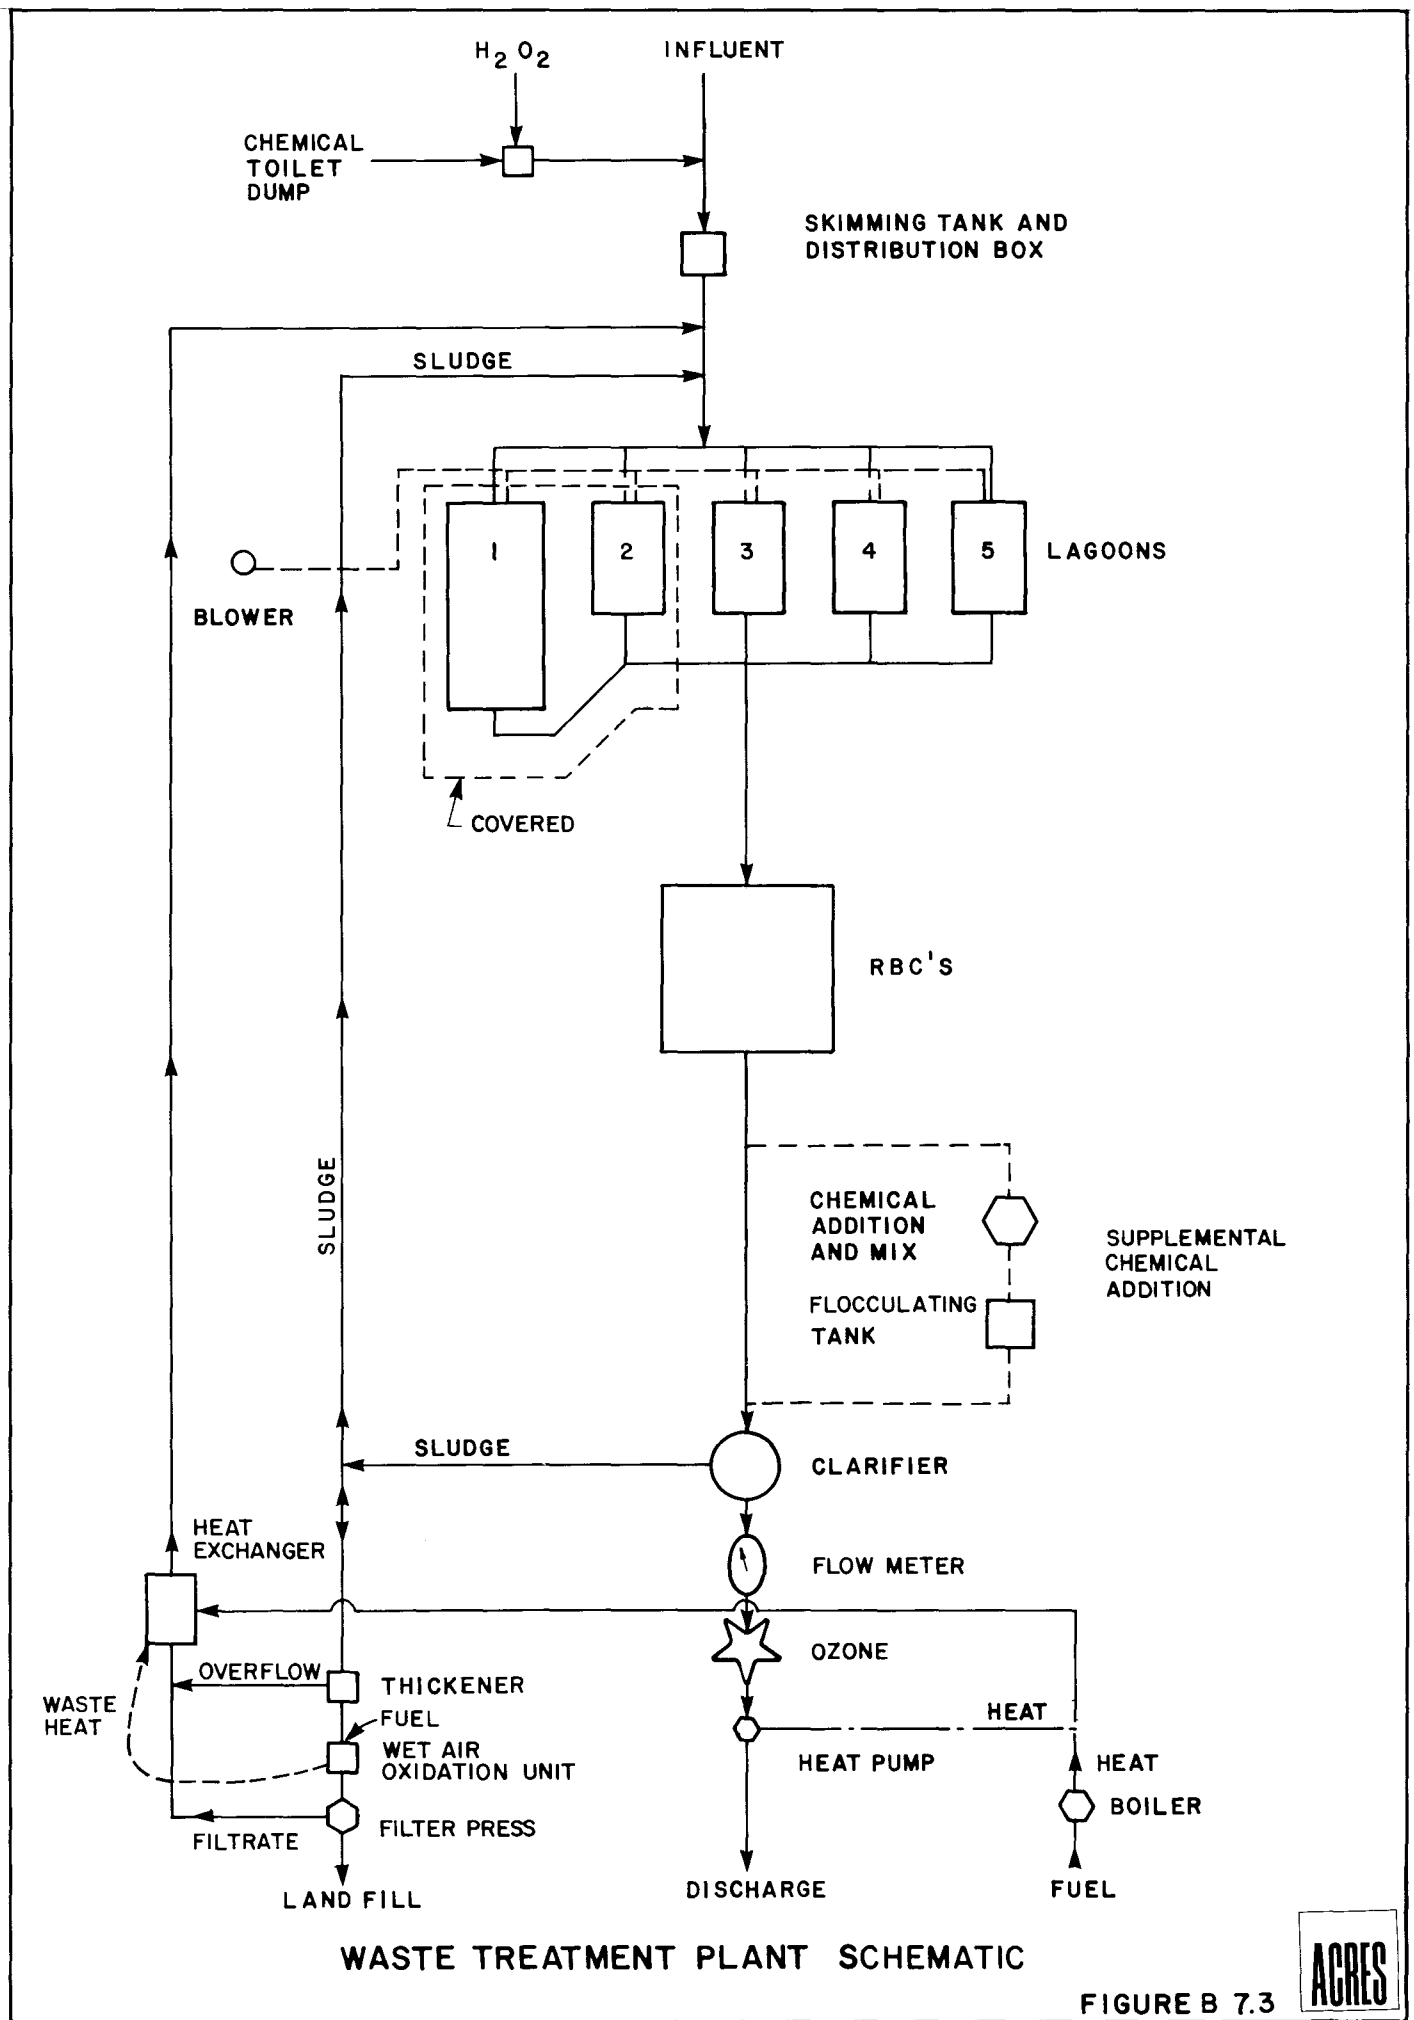 H2O2
INFLUENT
CHEMICAL
TOILET
DUMP
SKIMMING TANK AND
DISTRIBUTION BOX
SLUDGE
1
2
3
4
5
LAGOONS
BLOWER
COVERED
RBC'S
SLUDGE
CHEMICAL
ADDITION
AND MIX
FLOCCULATING
TANK
SUPPLEMENTAL
CHEMICAL
ADDITION
SLUDGE
CLARIFIER
HEAT
EXCHANGER
FLOW METER
OZONE
OVERFLOW
THICKENER
WASTE
HEAT
FUEL
WET AIR
OXIDATION UNIT
HEAT
HEAT PUMP
HEAT
BOILER
FILTRATE
FILTER PRESS
LAND FILL
DISCHARGE
FUEL
WASTE TREATMENT PLANT SCHEMATIC
FIGURE B 7.3
ACRES